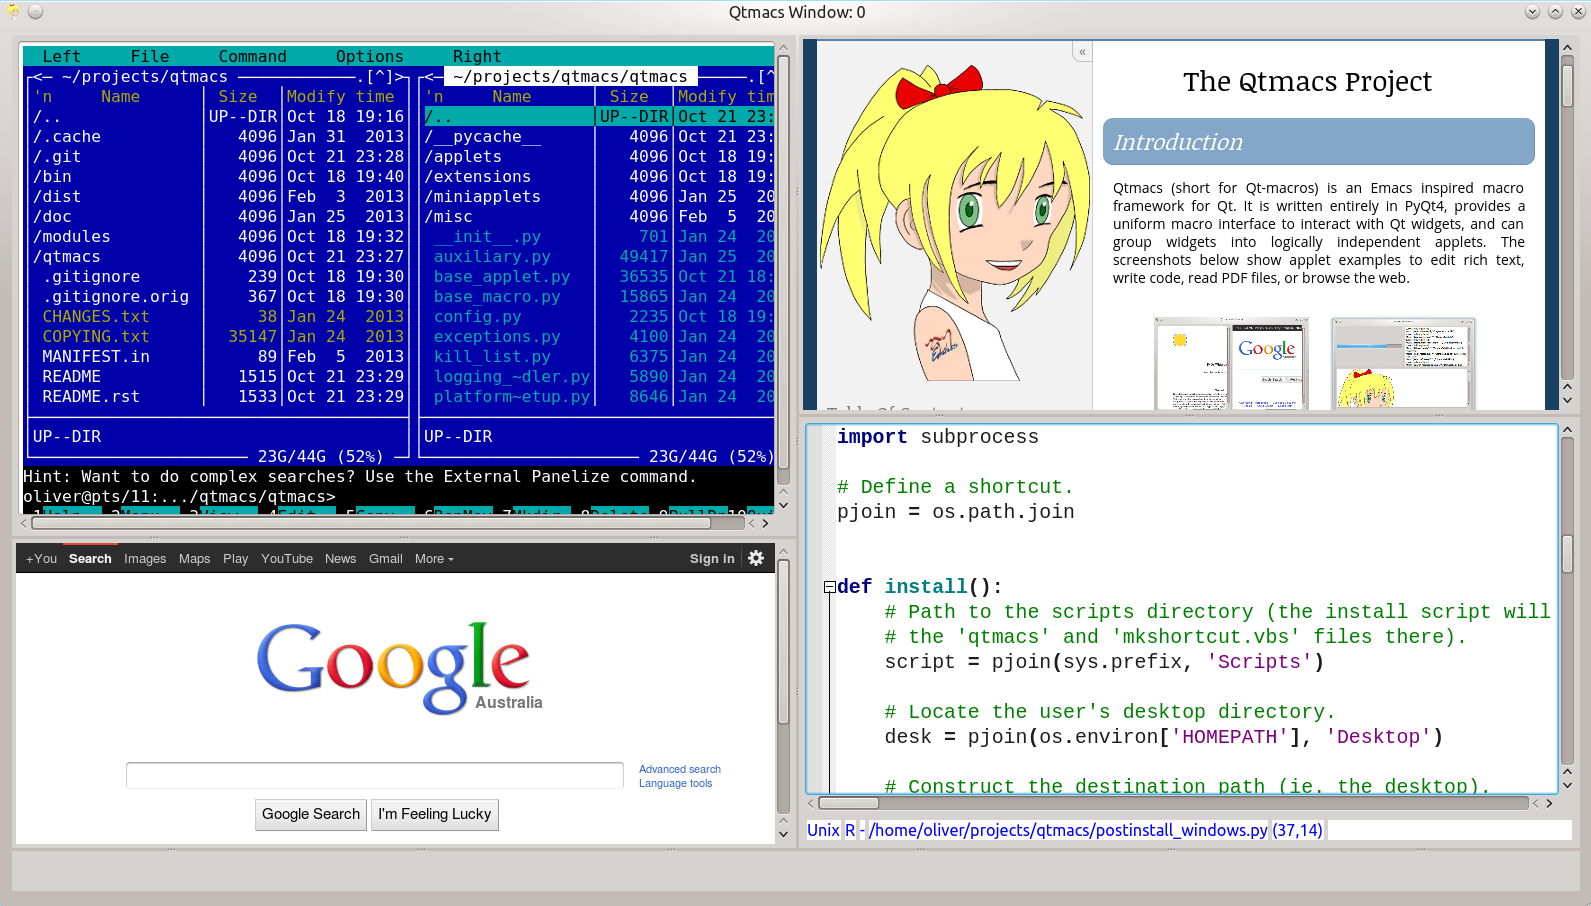 Qtmacs Window: 0
Left File Command Options Right
<─ ~/projects/qtmacs ─.[^]>
'n Name Size Modify time
/.. UP--DIR Oct 18 19:16
/.cache 4096 Jan 31 2013
/.git 4096 Oct 21 23:28
/bin 4096 Oct 18 19:40
/dist 4096 Feb 3 2013
/doc 4096 Jan 25 2013
/modules 4096 Oct 18 19:32
/qtmacs 4096 Oct 21 23:27
.gitignore 239 Oct 18 19:30
.gitignore.orig 367 Oct 18 19:30
CHANGES.txt 38 Jan 24 2013
COPYING.txt 35147 Jan 24 2013
MANIFEST.in 89 Feb 5 2013
README 1515 Oct 21 23:29
README.rst 1533 Oct 21 23:29
UP--DIR
23G/44G (52%)
<─ ~/projects/qtmacs/qtmacs ─.[^
'n Name Size Modify tim
/.. UP--DIR Oct 21 23:
/__pycache__ 4096 Oct 21 23:
/applets 4096 Oct 18 19:
/extensions 4096 Oct 18 19:
/miniapplets 4096 Jan 25 20
/misc 4096 Feb 5 20
__init__.py 701 Jan 24 20
auxiliary.py 49417 Jan 25 20
base_applet.py 36535 Oct 21 18:
base_macro.py 15865 Jan 24 20
config.py 2235 Oct 18 19:
exceptions.py 4100 Jan 24 20
kill_list.py 6375 Jan 24 20
logging_~dler.py 5890 Jan 24 20
platform~etup.py 8646 Jan 24 20
UP--DIR
23G/44G (52%)
Hint: Want to do complex searches? Use the External Panelize command.
oliver@pts/11:.../qtmacs/qtmacs>
+You Search Images Maps Play YouTube News Gmail More Sign in
Google
Australia
Advanced search
Language tools
Google Search I'm Feeling Lucky
«
The Qtmacs Project
Introduction
Qtmacs (short for Qt-macros) is an Emacs inspired macro
framework for Qt. It is written entirely in PyQt4, provides a
uniform macro interface to interact with Qt widgets, and can
group widgets into logically independent applets. The
screenshots below show applet examples to edit rich text,
write code, read PDF files, or browse the web.
Google
import subprocess
# Define a shortcut.
pjoin = os.path.join
def install():
# Path to the scripts directory (the install script will
# the 'qtmacs' and 'mkshortcut.vbs' files there).
script = pjoin(sys.prefix, 'Scripts')
# Locate the user's desktop directory.
desk = pjoin(os.environ['HOMEPATH'], 'Desktop')
# Construct the destination path (ie. the desktop).
Unix R - /home/oliver/projects/qtmacs/postinstall_windows.py (37,14)